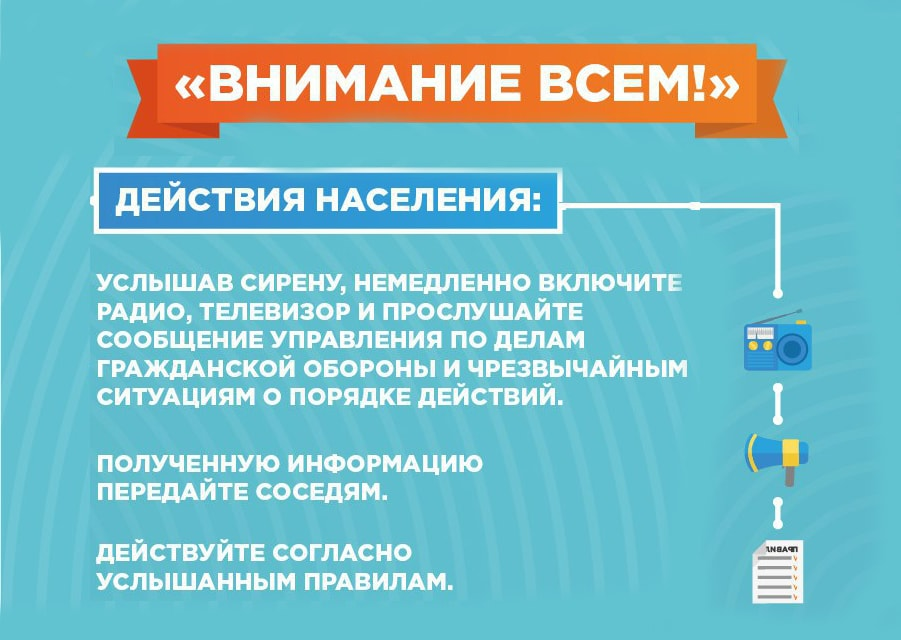 «ВНИМАНИЕ ВСЕМ!»
ДЕЙСТВИЯ НАСЕЛЕНИЯ:
УСЛЫШАВ СИРЕНУ, НЕМЕДЛЕННО ВКЛЮЧИТЕ
РАДИО, ТЕЛЕВИЗОР И ПРОСЛУШАЙТЕ
СООБЩЕНИЕ УПРАВЛЕНИЯ ПО ДЕЛАМ
ГРАЖДАНСКОЙ ОБОРОНЫ И ЧРЕЗВЫЧАЙНЫМ
СИТУАЦИЯМ О ПОРЯДКЕ ДЕЙСТВИЙ.
ПОЛУЧЕННУЮ ИНФОРМАЦИЮ
ПЕРЕДАЙТЕ СОСЕДЯМ.
ДЕЙСТВУЙТЕ СОГЛАСНО
УСЛЫШАННЫМ ПРАВИЛАМ.